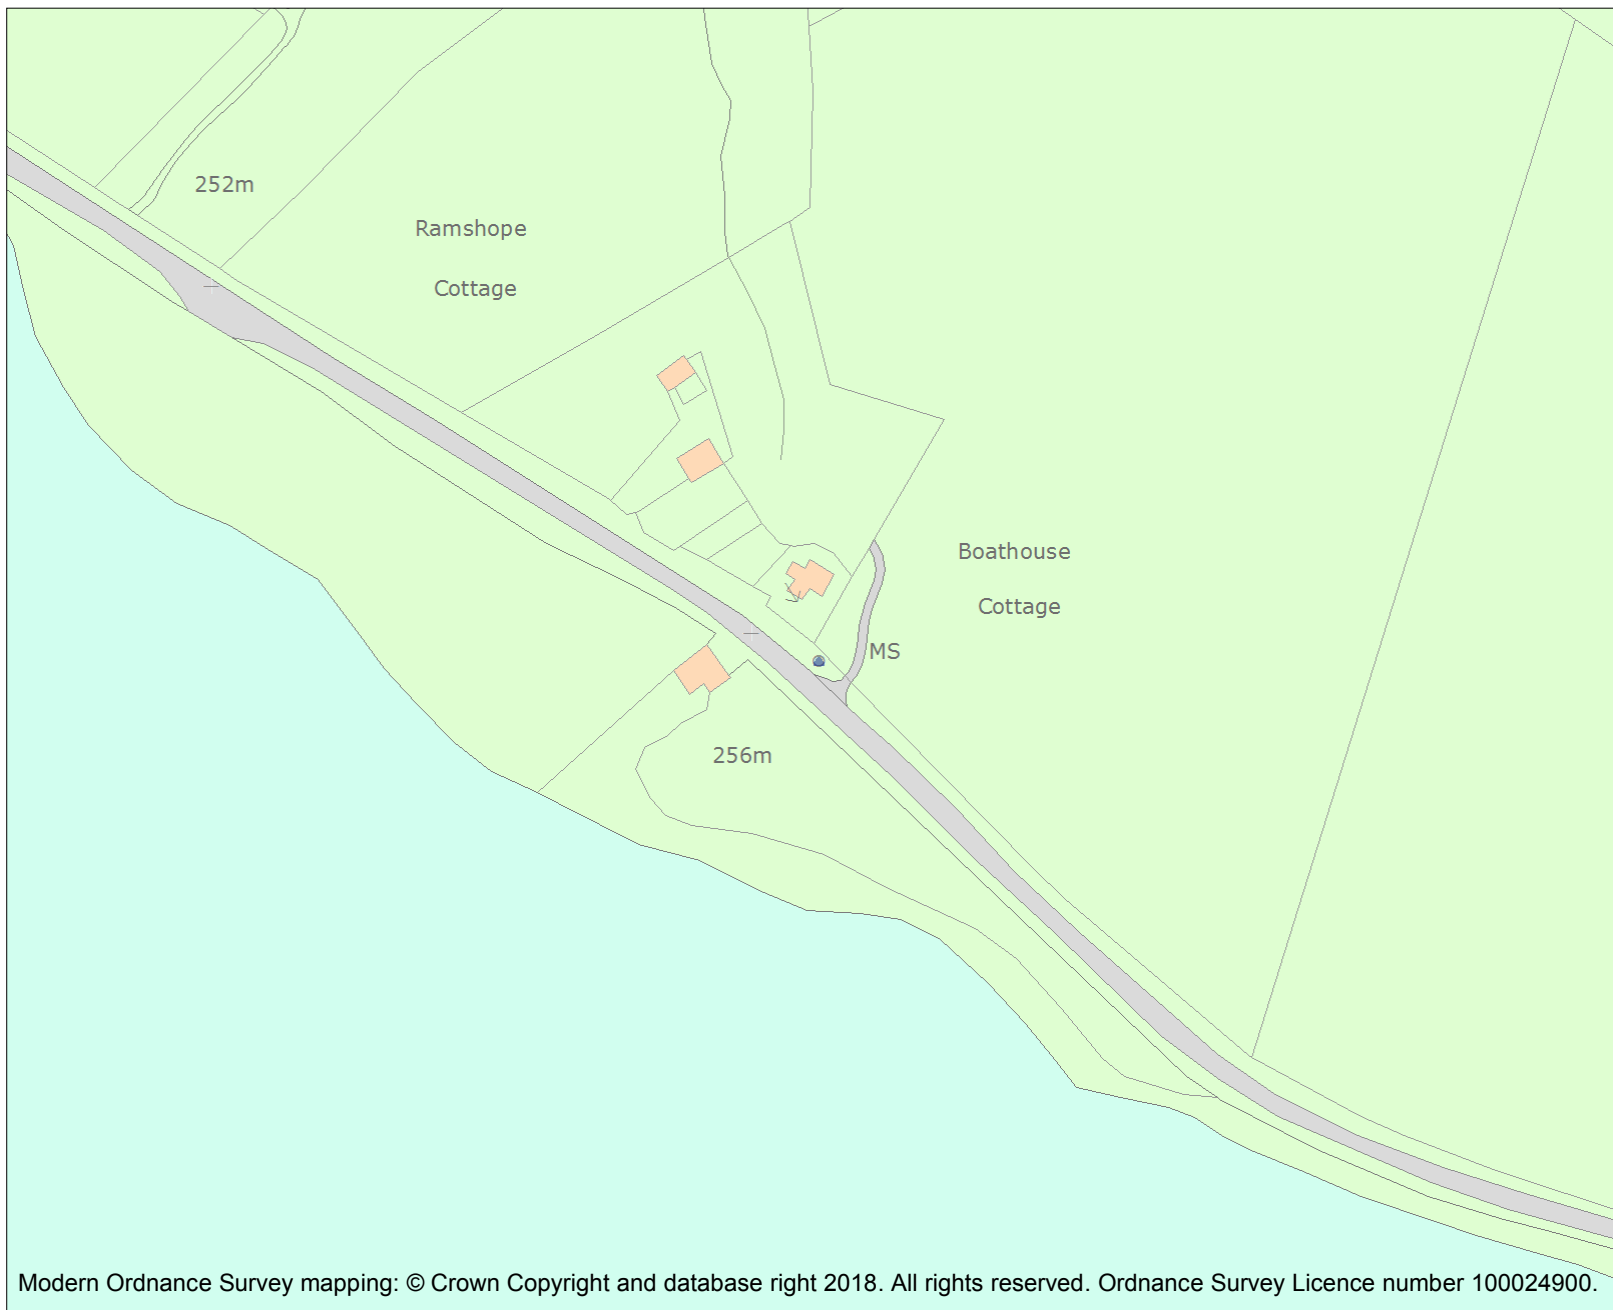 252m
Ramshope
Cottage
Boathouse
Cottage
MS
256m
Modern Ordnance Survey mapping: © Crown Copyright and database right 2018. All rights reserved. Ordnance Survey Licence number 100024900.